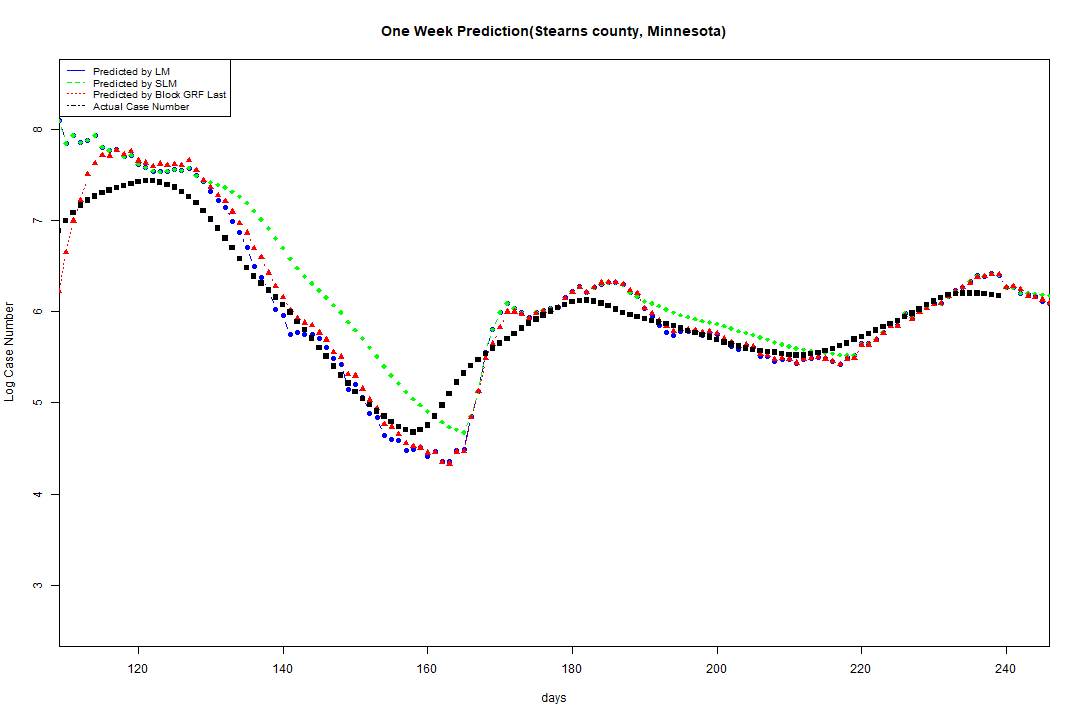 One Week Prediction(Stearns county, Minnesota)
Predicted by LM
Predicted by SLM
Predicted by Block GRF Last
Actual Case Number
Log Case Number
8
7
6
5
4
3
120 140 160 180 200 220 240
days